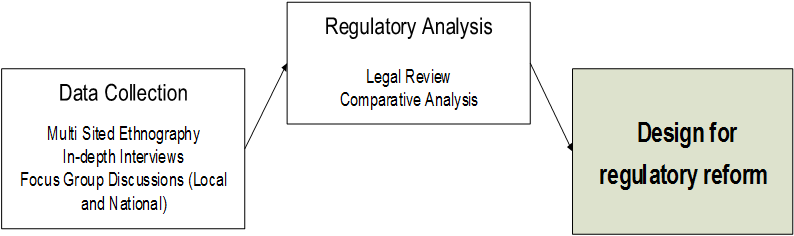 Data Collection
Multi Sited Ethnography
In-depth Interviews
Focus Group Discussions (Local
and National)
Regulatory Analysis
Legal Review
Comparative Analysis
Design for
regulatory reform